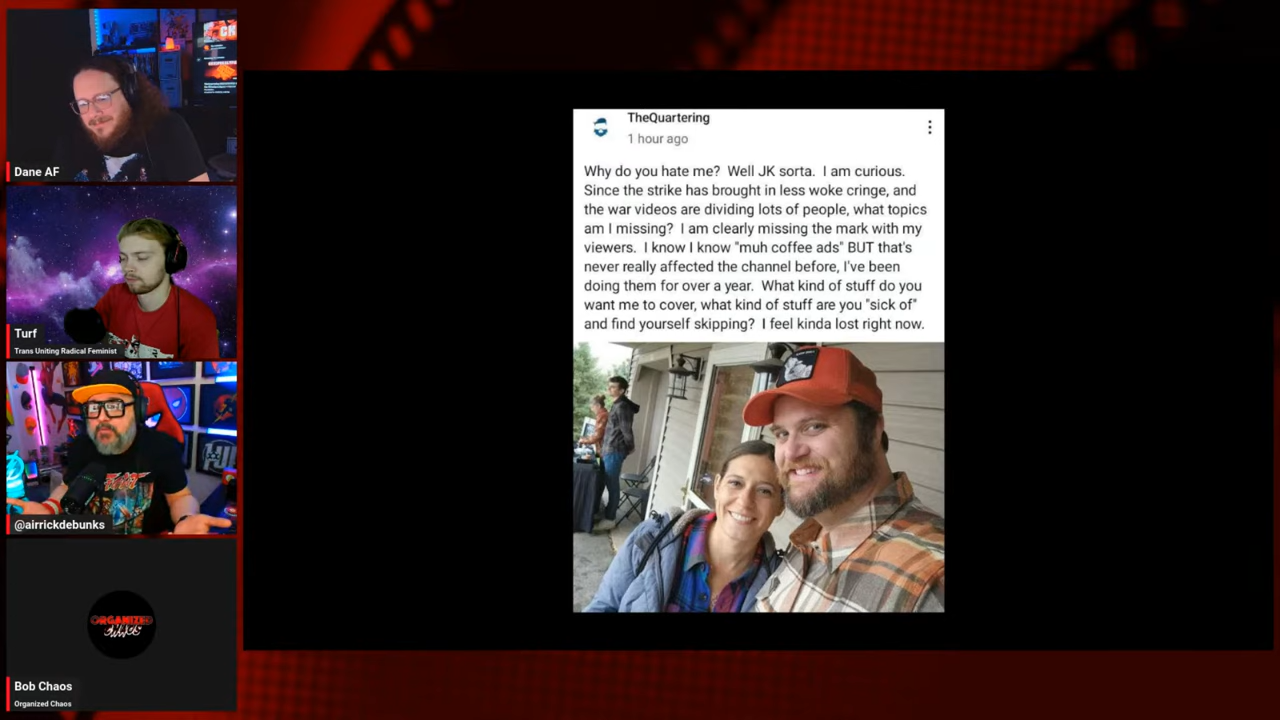 Dane AF
Turf
Trans Uniting Radical Feminist
@airrickdebunks
ORGANIZED
CHAOS
Bob Chaos
Organized Chaos
TheQuartering
1 hour ago
Why do you hate me?  Well JK sorta.  I am curious.
Since the strike has brought in less woke cringe, and
the war videos are dividing lots of people, what topics
am I missing?  I am clearly missing the mark with my
viewers.  I know I know "muh coffee ads" BUT that's
never really affected the channel before, I've been
doing them for over a year.  What kind of stuff do you
want me to cover, what kind of stuff are you "sick of"
and find yourself skipping?  I feel kinda lost right now.